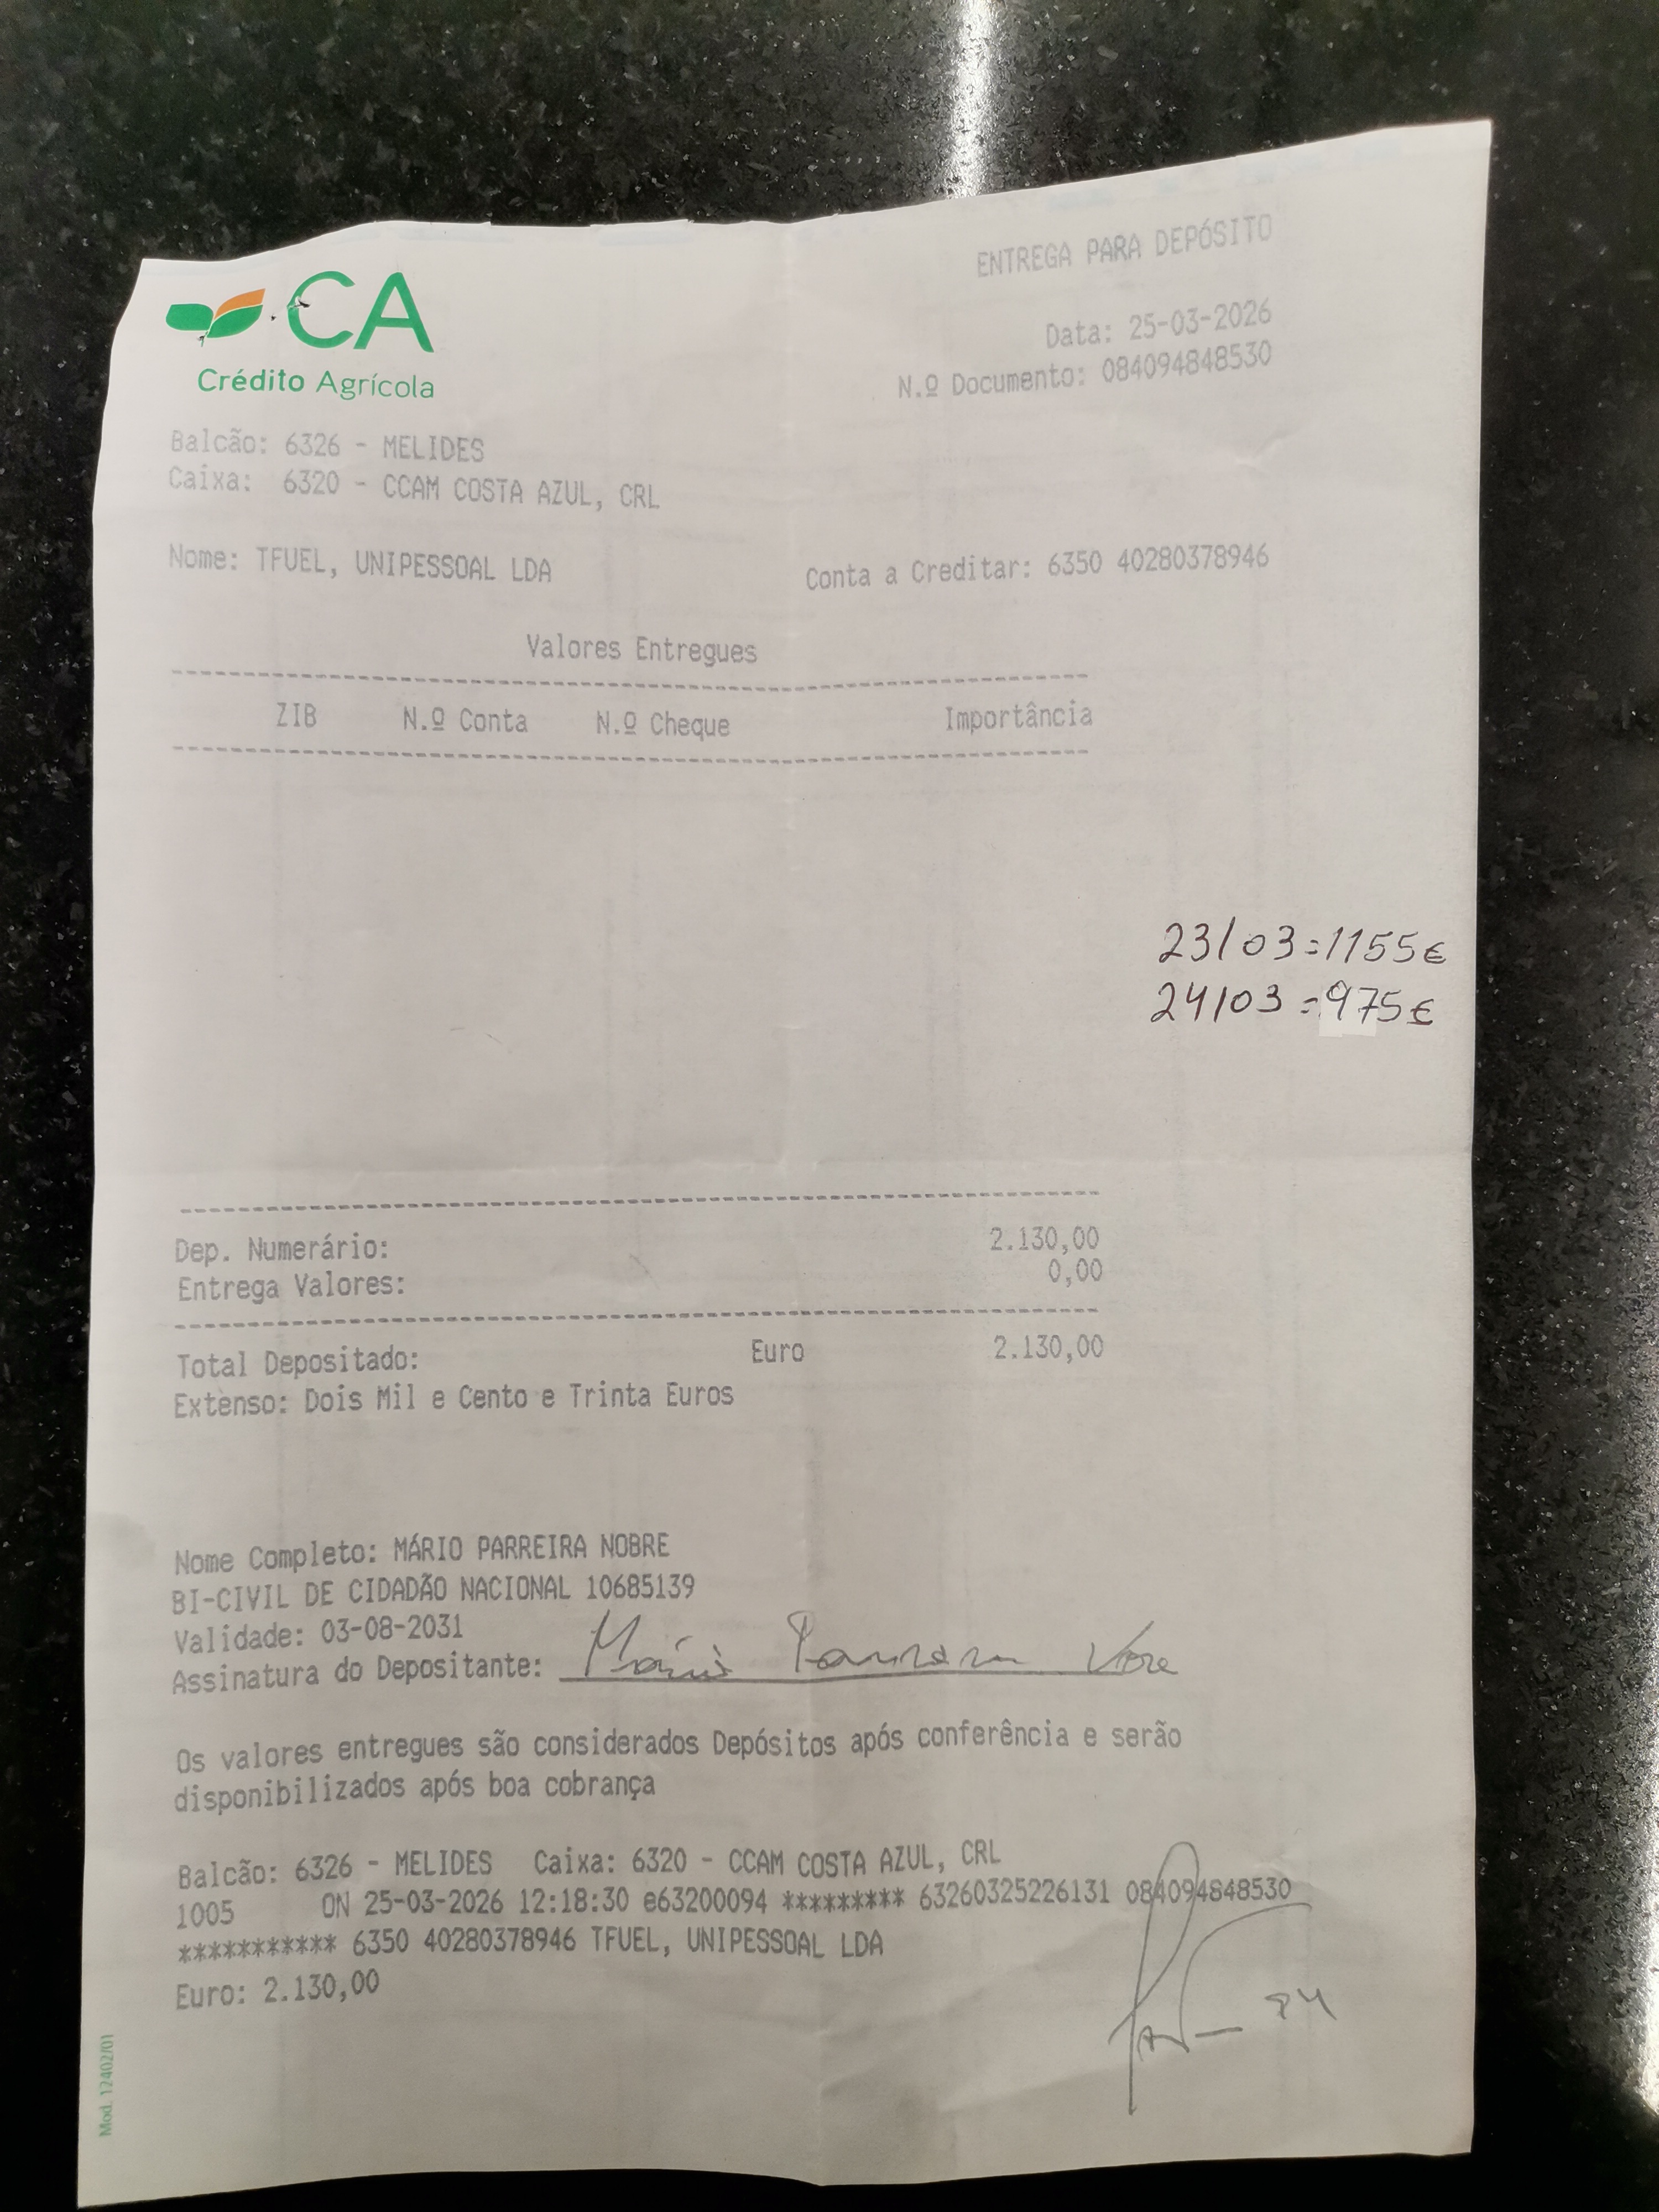 CA
Crédito Agrícola
ENTREGA PARA DEPÓSITO
Data: 25-03-2026
N.º Documento: 084094848530
Balcão: 6326 - MELIDES
Caixa: 6320 - CCAM COSTA AZUL, CRL
Nome: TFUEL, UNIPESSOAL LDA Conta a Creditar: 6350 40280378946
Valores Entregues
ZIB N.º Conta N.º Cheque Importância
23/03=1155€
24/03=975€
Dep. Numerário: 2.130,00
Entrega Valores: 0,00
Total Depositado: Euro 2.130,00
Extenso: Dois Mil e Cento e Trinta Euros
Nome Completo: MÁRIO PARREIRA NOBRE
BI-CIVIL DE CIDADÃO NACIONAL 10685139
Validade: 03-08-2031
Assinatura do Depositante:
Os valores entregues são considerados Depósitos após conferência e serão
disponibilizados após boa cobrança
Balcão: 6326 - MELIDES Caixa: 6320 - CCAM COSTA AZUL, CRL
1005 ON 25-03-2026 12:18:30 e63200094 ********* 63260325226131 084094848530
*********** 6350 40280378946 TFUEL, UNIPESSOAL LDA
Euro: 2.130,00
Mod. 12402/01